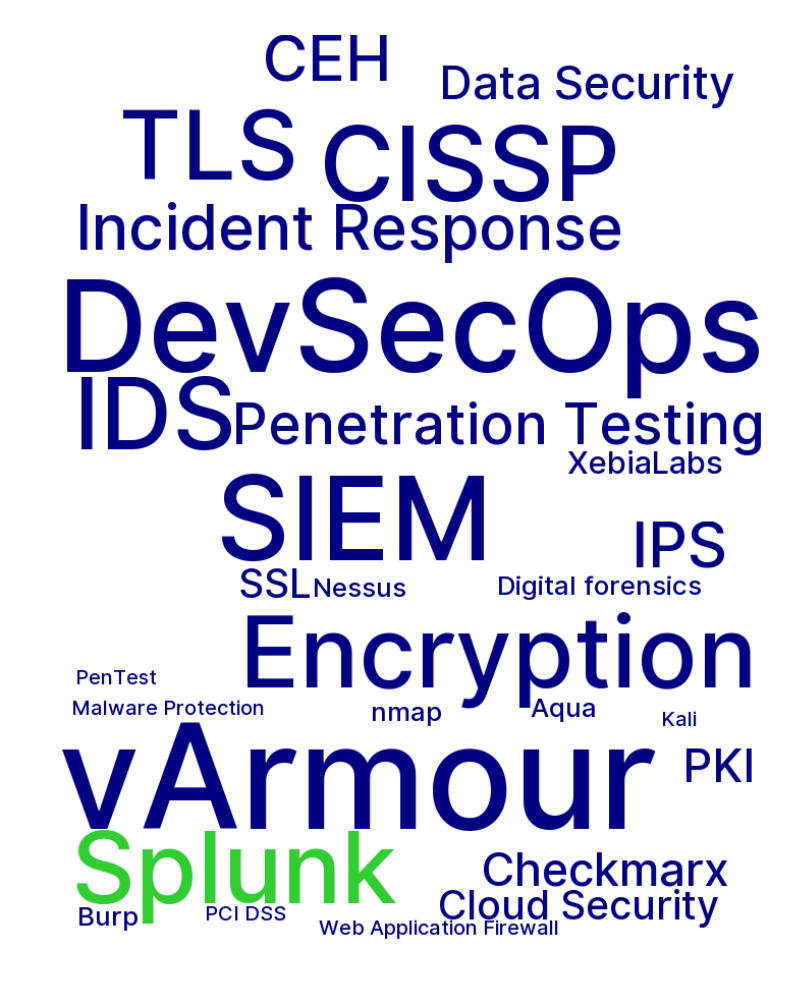 CEH
Data Security
TLS
CISSP
Incident Response
DevSecOps
IDS
Penetration Testing
XebiaLabs
SIEM
IPS
SSL
Nessus
Digital forensics
Encryption
PenTest
Malware Protection
nmap
Aqua
Kali
vArmour
PKI
Splunk
Checkmarx
Cloud Security
Burp
PCI DSS
Web Application Firewall